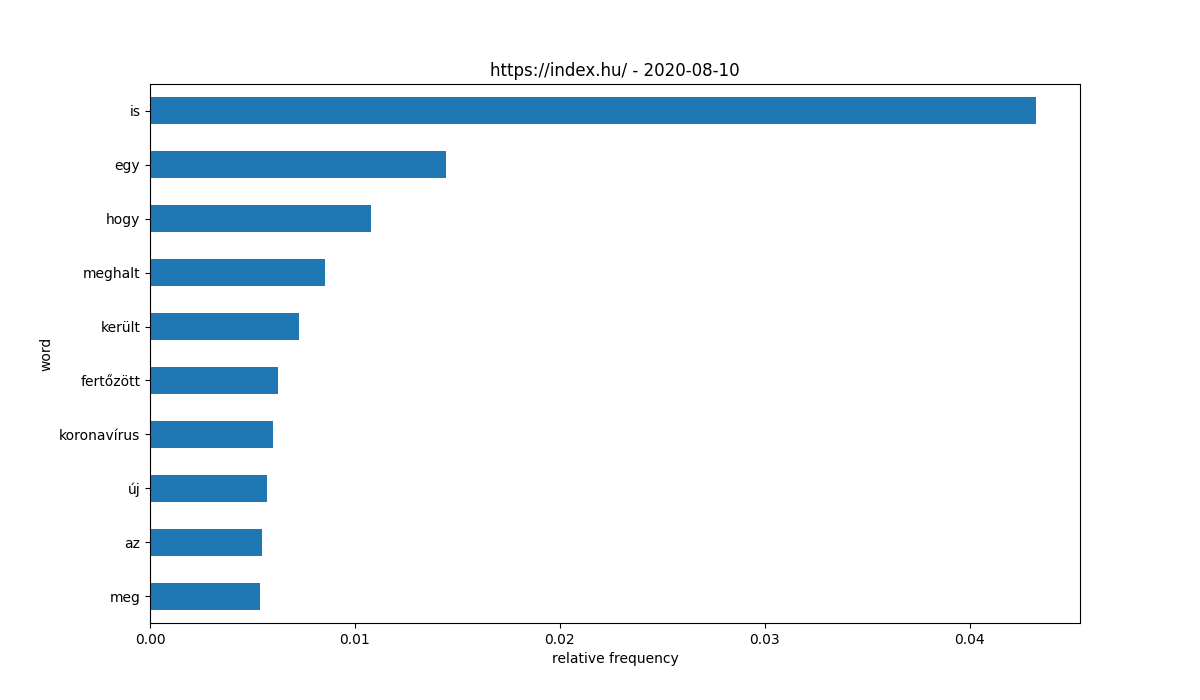 https://index.hu/ - 2020-08-10
is
egy
hogy
meghalt
került
fertőzött
koronavírus
új
az
meg
word
0.00 0.01 0.02 0.03 0.04
relative frequency